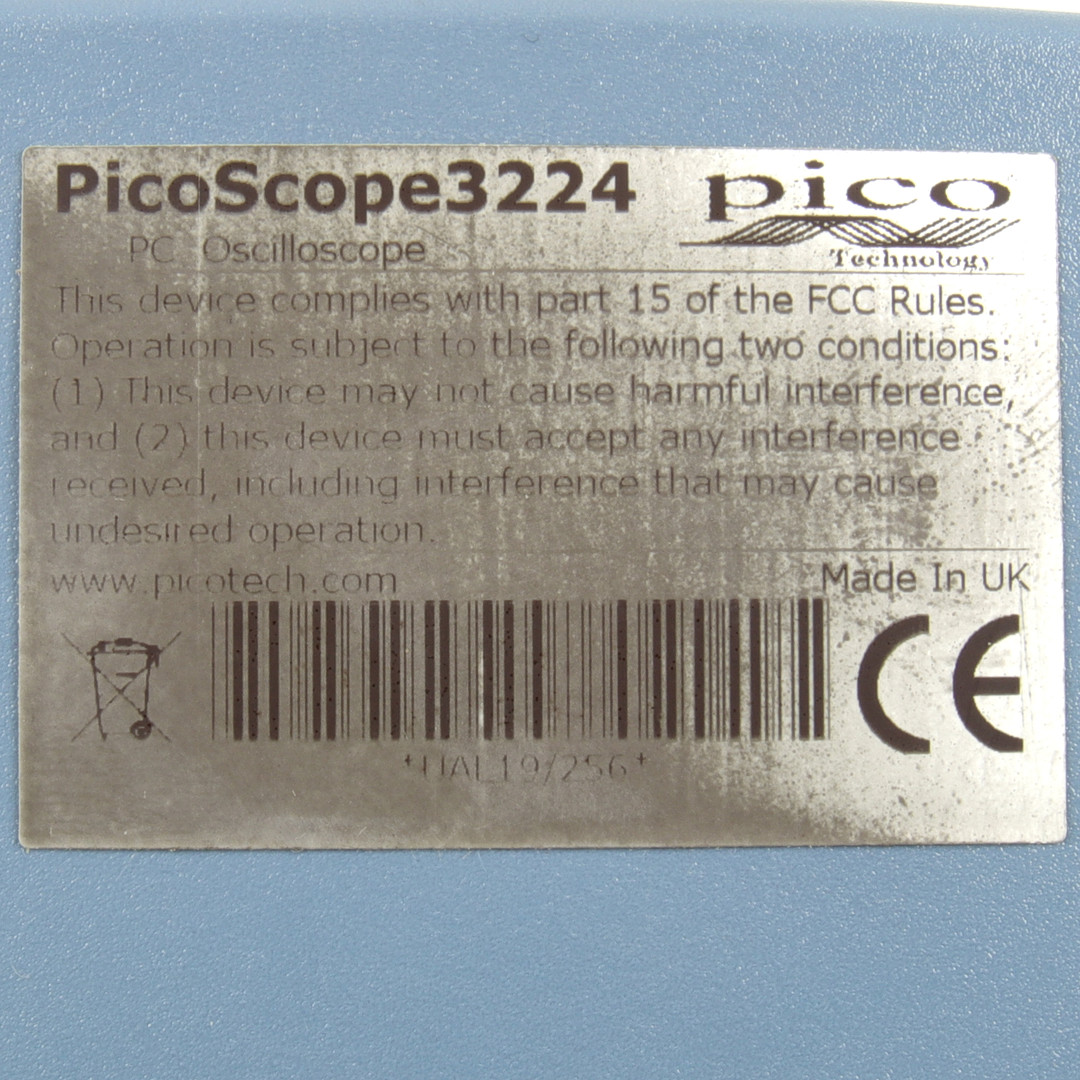 PicoScope3224
pico
Technology
PC Oscilloscope
This device complies with part 15 of the FCC Rules.
Operation is subject to the following two conditions:
(1) This device may not cause harmful interference,
and (2) this device must accept any interference
received, including interference that may cause
undesired operation.
www.picotech.com
Made In UK
CE
*UAL19/256*